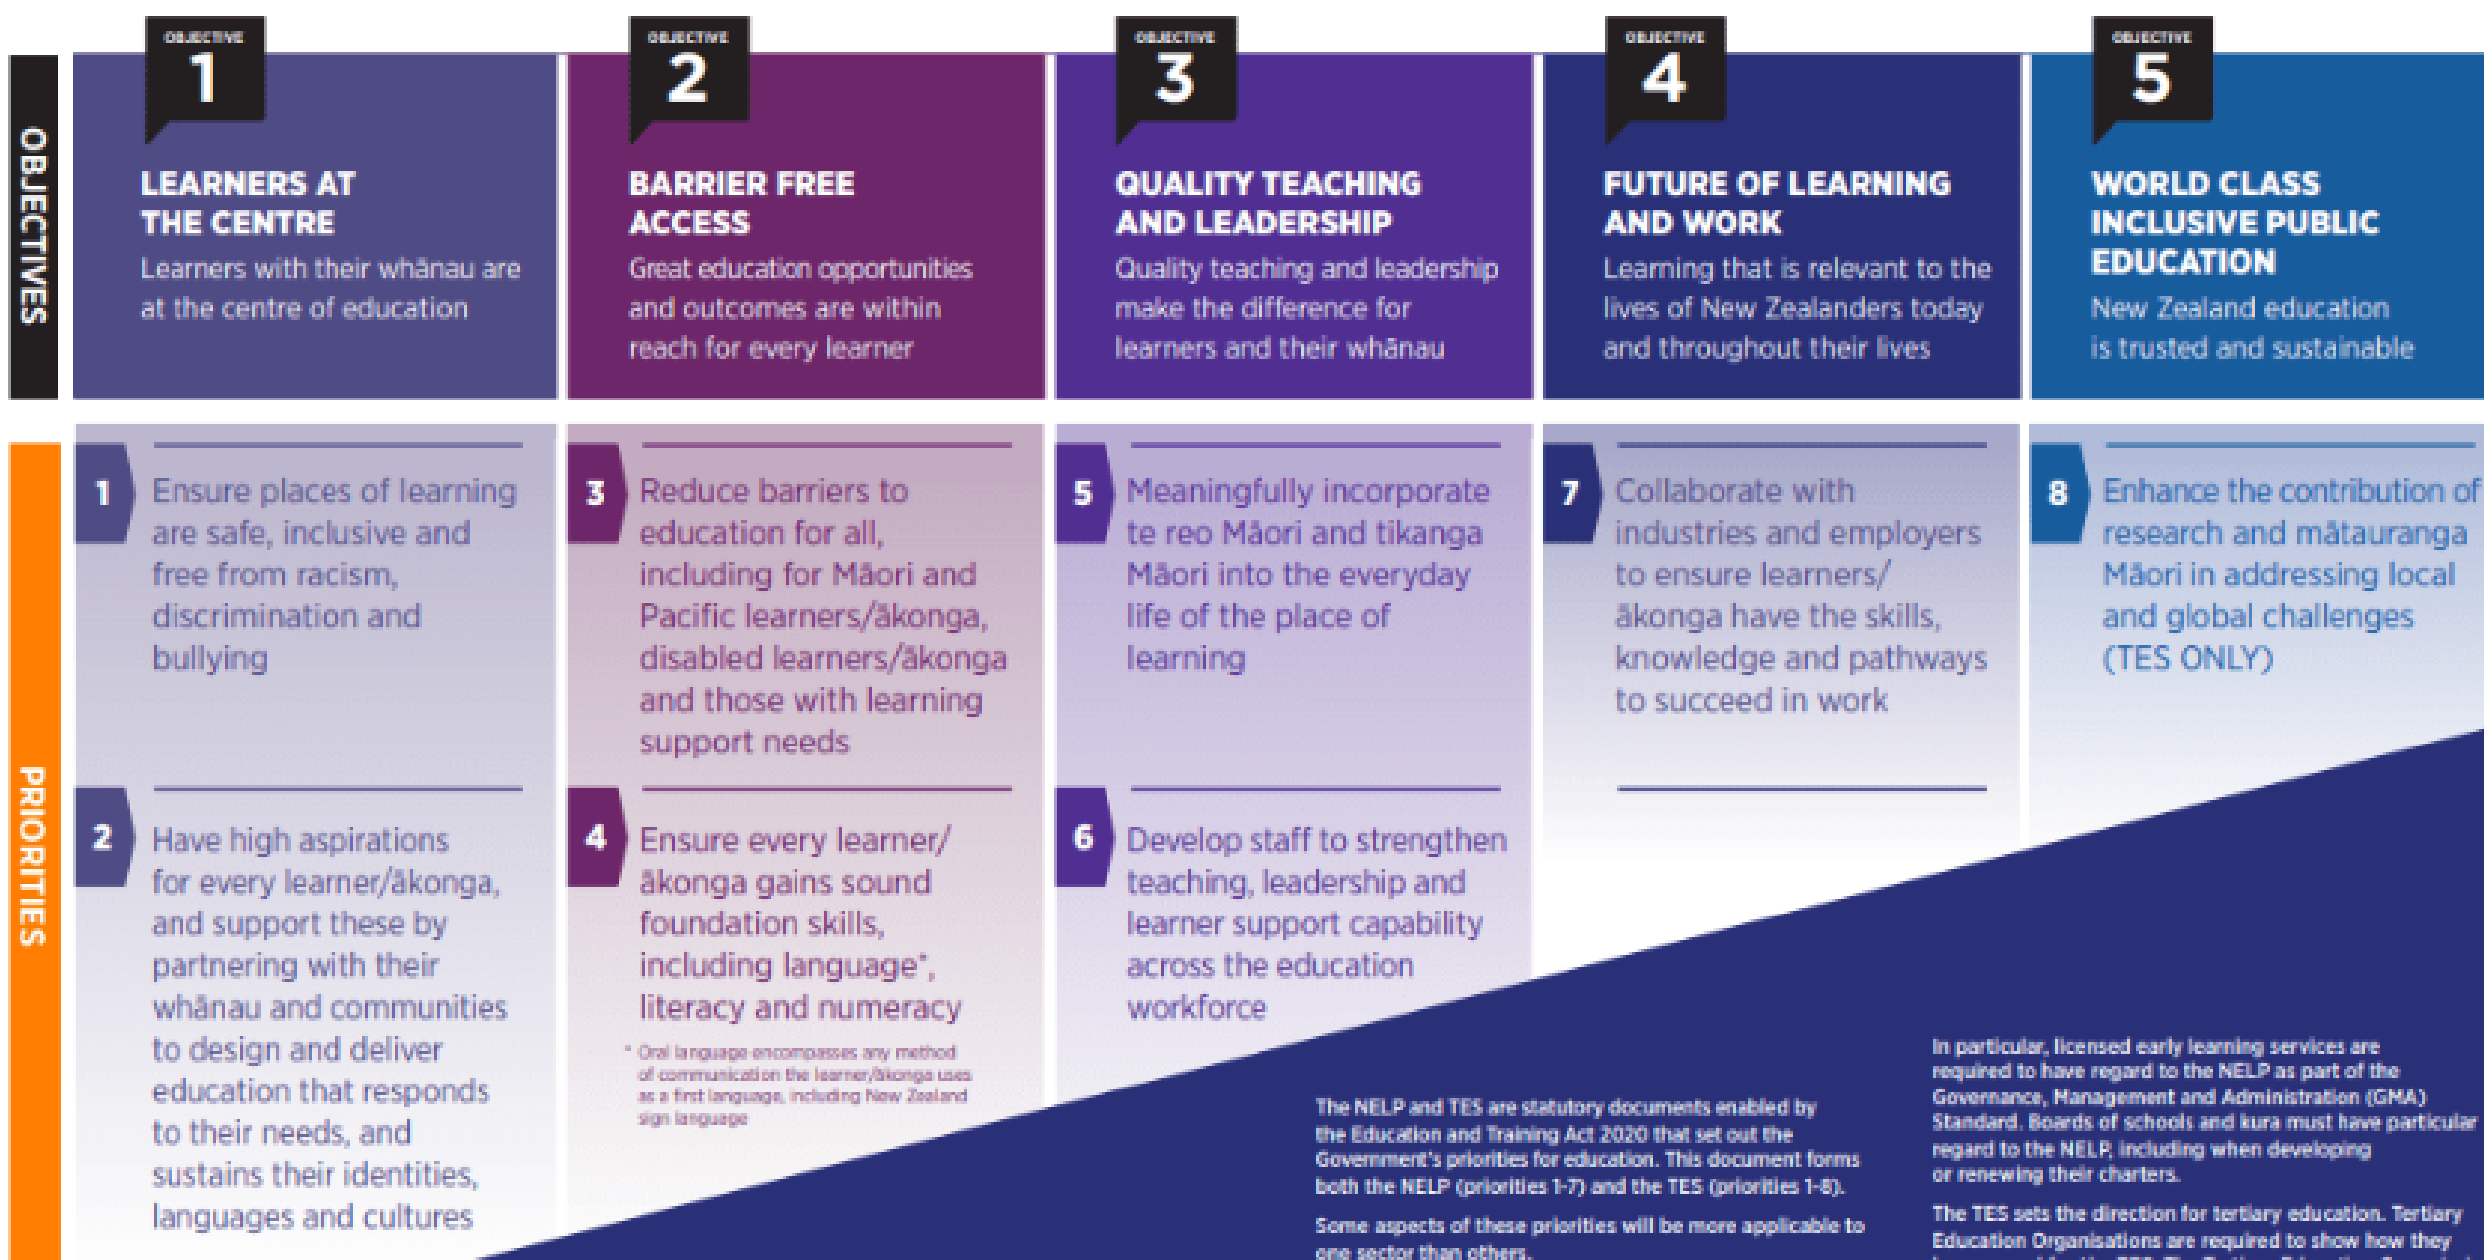 OBJECTIVES
OBJECTIVE
1
LEARNERS AT
THE CENTRE
Learners with their whānau are
at the centre of education
OBJECTIVE
2
BARRIER FREE
ACCESS
Great education opportunities
and outcomes are within
reach for every learner
OBJECTIVE
3
QUALITY TEACHING
AND LEADERSHIP
Quality teaching and leadership
make the difference for
learners and their whānau
OBJECTIVE
4
FUTURE OF LEARNING
AND WORK
Learning that is relevant to the
lives of New Zealanders today
and throughout their lives
OBJECTIVE
5
WORLD CLASS
INCLUSIVE PUBLIC
EDUCATION
New Zealand education
is trusted and sustainable
PRIORITIES
1
Ensure places of learning
are safe, inclusive and
free from racism,
discrimination and
bullying
2
Have high aspirations
for every learner/ākonga,
and support these by
partnering with their
whānau and communities
to design and deliver
education that responds
to their needs, and
sustains their identities,
languages and cultures
3
Reduce barriers to
education for all,
including for Māori and
Pacific learners/ākonga,
disabled learners/ākonga
and those with learning
support needs
4
Ensure every learner/
ākonga gains sound
foundation skills,
including language*,
literacy and numeracy
* Oral language encompasses any method
of communication the learner/ākonga uses
as a first language, including New Zealand
sign language
5
Meaningfully incorporate
te reo Māori and tikanga
Māori into the everyday
life of the place of
learning
6
Develop staff to strengthen
teaching, leadership and
learner support capability
across the education
workforce
7
Collaborate with
industries and employers
to ensure learners/
ākonga have the skills,
knowledge and pathways
to succeed in work
8
Enhance the contribution of
research and mātauranga
Māori in addressing local
and global challenges
(TES ONLY)
The NELP and TES are statutory documents enabled by
the Education and Training Act 2020 that set out the
Government's priorities for education. This document forms
both the NELP (priorities 1-7) and the TES (priorities 1-8).
Some aspects of these priorities will be more applicable to
one sector than others.
In particular, licensed early learning services are
required to have regard to the NELP as part of the
Governance, Management and Administration (GMA)
Standard. Boards of schools and kura must have particular
regard to the NELP, including when developing
or renewing their charters.
The TES sets the direction for tertiary education. Tertiary
Education Organisations are required to show how they